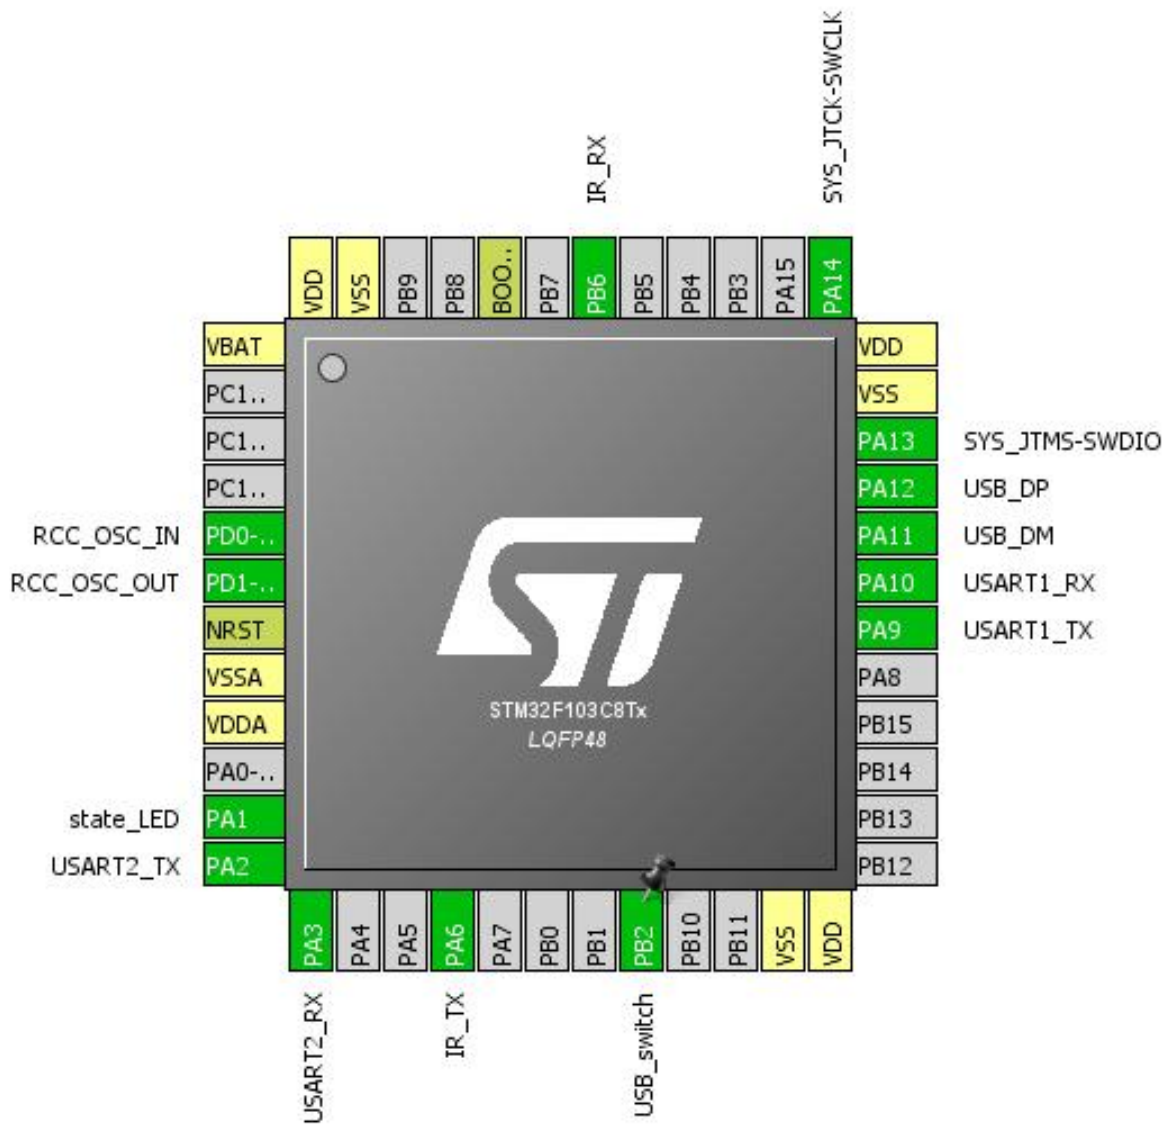 SYS_JTCK-SWCLK
IR_RX
VDD
VSS
PB9
PB8
BOO..
PB7
PB6
PB5
PB4
PB3
PA15
PA14
VBAT
PC1..
PC1..
PC1..
RCC_OSC_IN PD0-..
RCC_OSC_OUT PD1-..
NRST
VSSA
VDDA
PA0-..
state_LED PA1
USART2_TX PA2
ST
STM32F103C8Tx
LQFP48
VDD
VSS
PA13 SYS_JTMS-SWDIO
PA12 USB_DP
PA11 USB_DM
PA10 USART1_RX
PA9 USART1_TX
PA8
PB15
PB14
PB13
PB12
PA3
PA4
PA5
PA6
PA7
PB0
PB1
PB2
PB10
PB11
VSS
VDD
USART2_RX
IR_TX
USB_switch